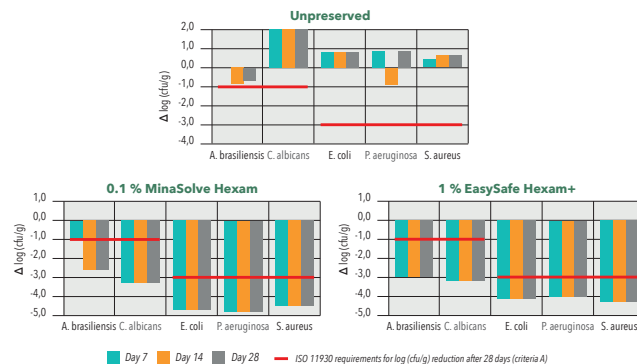 Unpreserved
Δ log (cfu/g)
2,0
1,0
0,0
-1,0
-2,0
-3,0
-4,0
A. brasiliensis C. albicans E. coli P. aeruginosa S. aureus
0.1 % MinaSolve Hexam
Δ log (cfu/g)
1,0
0,0
-1,0
-2,0
-3,0
-4,0
-5,0
A. brasiliensis C. albicans E. coli P. aeruginosa S. aureus
1 % EasySafe Hexam+
Δ log (cfu/g)
1,0
0,0
-1,0
-2,0
-3,0
-4,0
-5,0
A. brasiliensis C. albicans E. coli P. aeruginosa S. aureus
Day 7 Day 14 Day 28 ISO 11930 requirements for log (cfu/g) reduction after 28 days (criteria A)